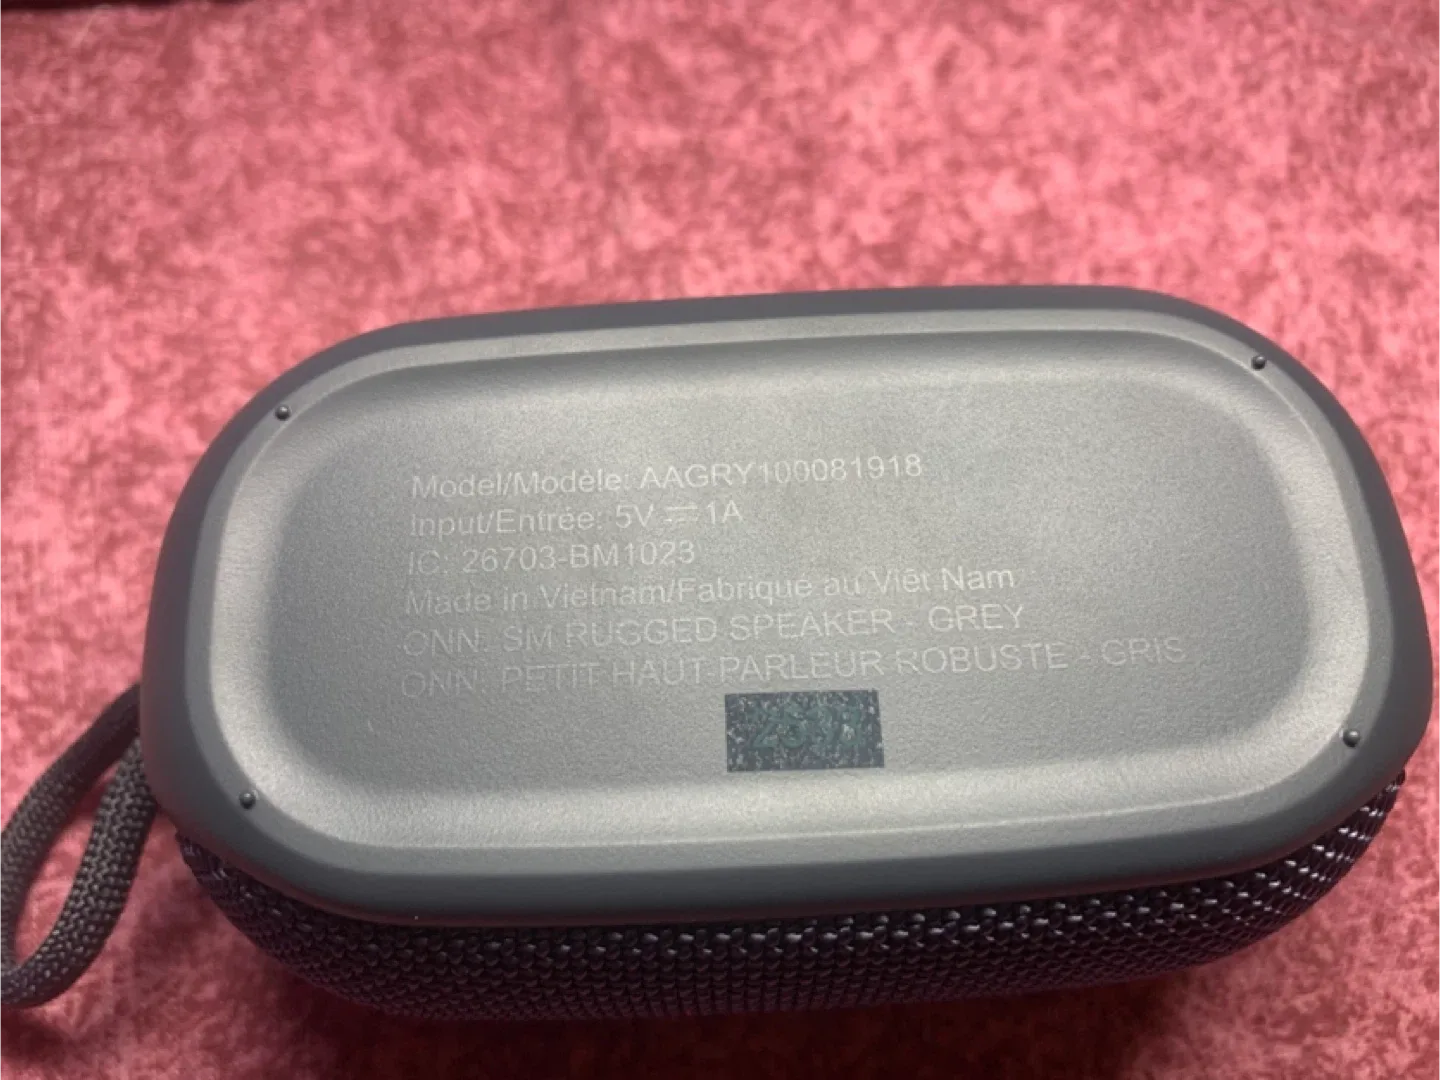 Model/Modèle: AAGRY100081918
Input/Entrée: 5V ⎓ 1A
IC: 26703-BM1023
Made in Vietnam/Fabriqué au Viêt Nam
ONN. SM RUGGED SPEAKER - GREY
ONN. PETIT HAUT-PARLEUR ROBUSTE - GRIS